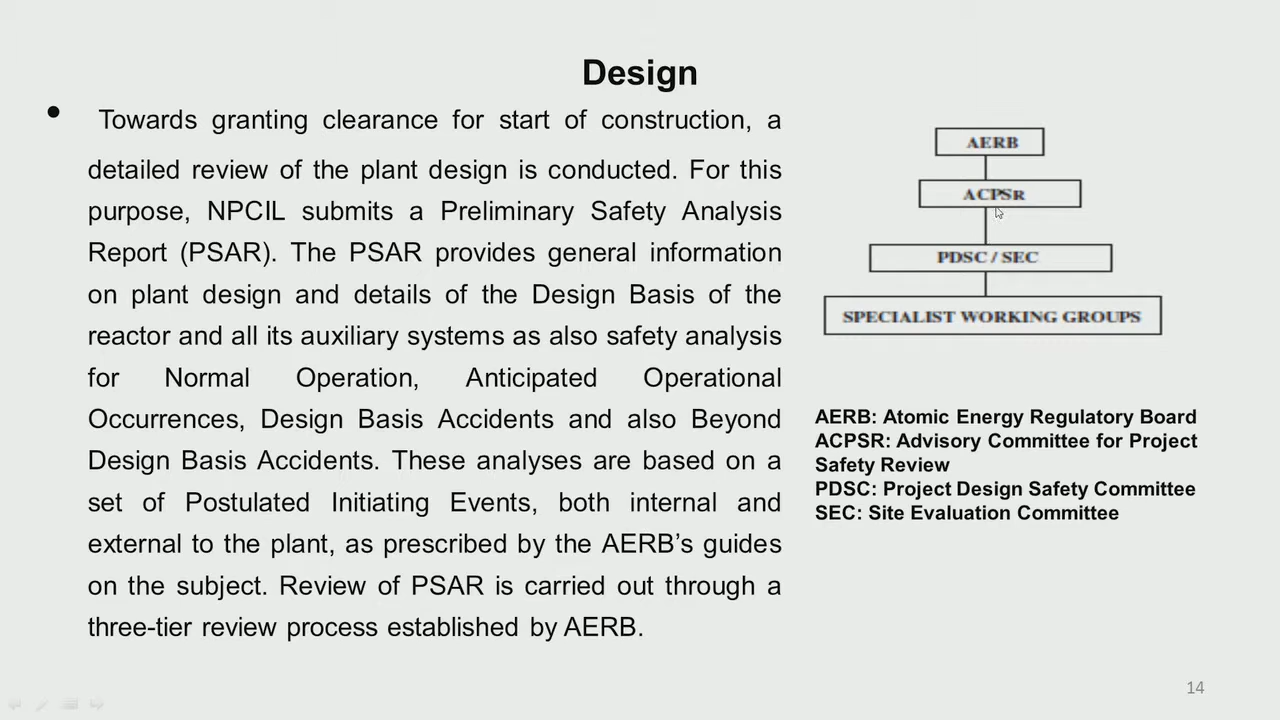 Design
• Towards granting clearance for start of construction, a
detailed review of the plant design is conducted. For this
purpose, NPCIL submits a Preliminary Safety Analysis
Report (PSAR). The PSAR provides general information
on plant design and details of the Design Basis of the
reactor and all its auxiliary systems as also safety analysis
for Normal Operation, Anticipated Operational
Occurrences, Design Basis Accidents and also Beyond
Design Basis Accidents. These analyses are based on a
set of Postulated Initiating Events, both internal and
external to the plant, as prescribed by the AERB’s guides
on the subject. Review of PSAR is carried out through a
three-tier review process established by AERB.
AERB
ACPSR
PDSC / SEC
SPECIALIST WORKING GROUPS
AERB: Atomic Energy Regulatory Board
ACPSR: Advisory Committee for Project
Safety Review
PDSC: Project Design Safety Committee
SEC: Site Evaluation Committee
14